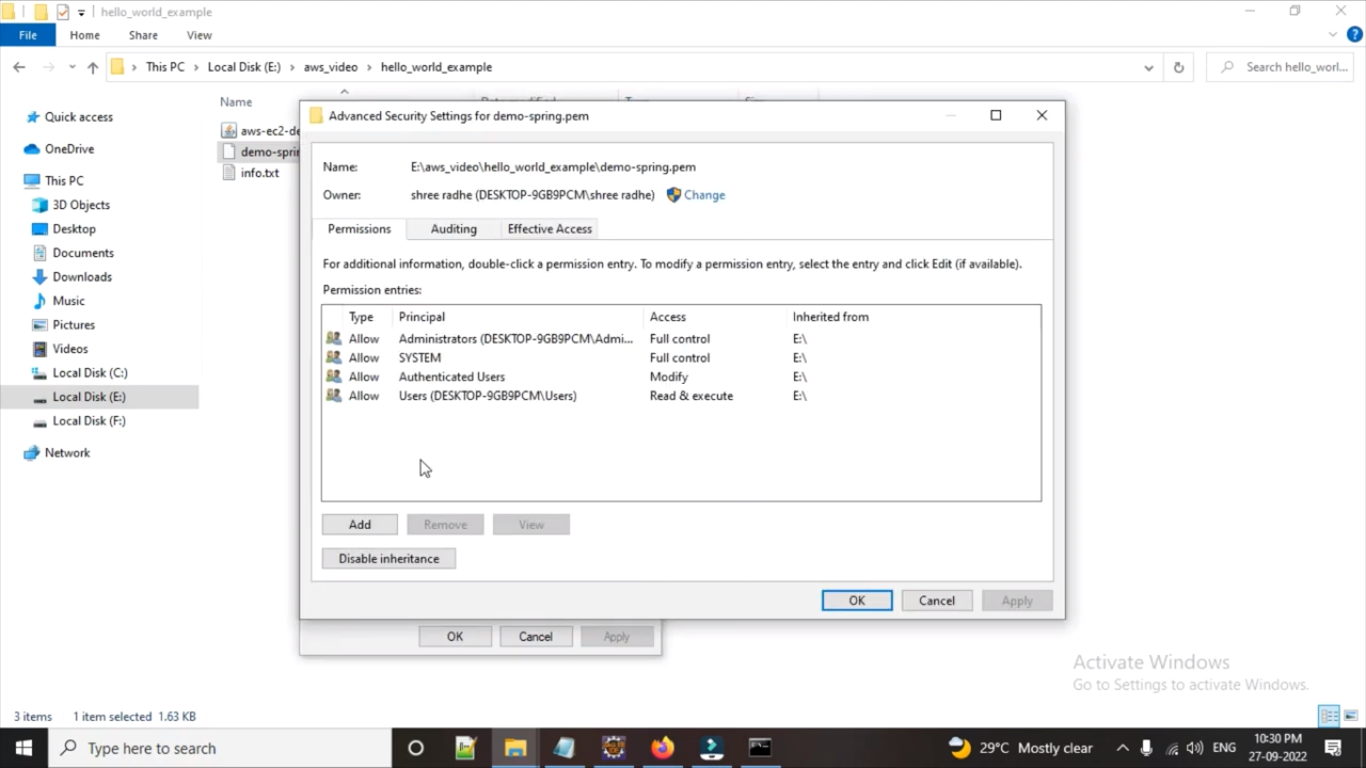 hello_world_example
File Home Share View
This PC Local Disk (E:) aws_video hello_world_example
Search hello_worl...
Quick access
OneDrive
This PC
3D Objects
Desktop
Documents
Downloads
Music
Pictures
Videos
Local Disk (C:)
Local Disk (E:)
Local Disk (F:)
Network
Name
aws-ec2-de
demo-sprin
info.txt
Advanced Security Settings for demo-spring.pem
Name: E:\aws_video\hello_world_example\demo-spring.pem
Owner: shree radhe (DESKTOP-9GB9PCM\shree radhe) Change
Permissions Auditing Effective Access
For additional information, double-click a permission entry. To modify a permission entry, select the entry and click Edit (if available).
Permission entries:
Type Principal Access Inherited from
Allow Administrators (DESKTOP-9GB9PCM\Admi... Full control E:\
Allow SYSTEM Full control E:\
Allow Authenticated Users Modify E:\
Allow Users (DESKTOP-9GB9PCM\Users) Read & execute E:\
Add Remove View
Disable inheritance
OK Cancel Apply
OK Cancel Apply
Activate Windows
Go to Settings to activate Windows.
3 items 1 item selected 1.63 KB
Type here to search
29°C Mostly clear
ENG
10:30 PM
27-09-2022